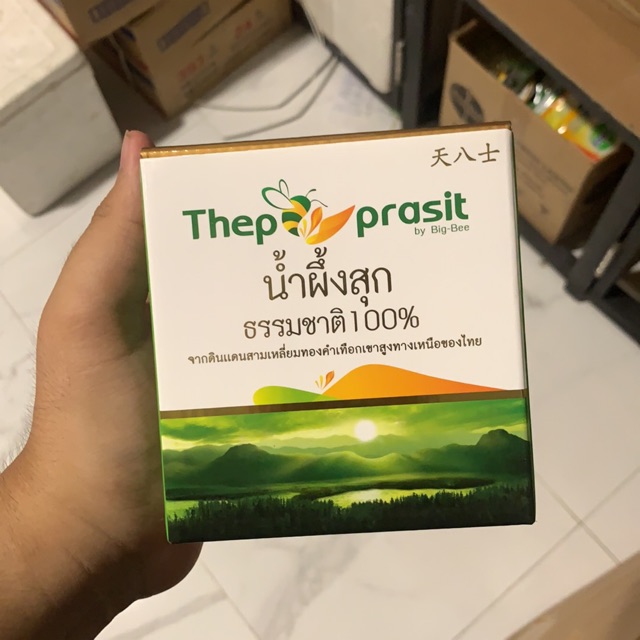 天八士
Thepprasit
by Big-Bee
น้ำผึ้งสุก
ธรรมชาติ100%
จากดินแดนสามเหลี่ยมทองคำเทือกเขาสูงทางเหนือของไทย